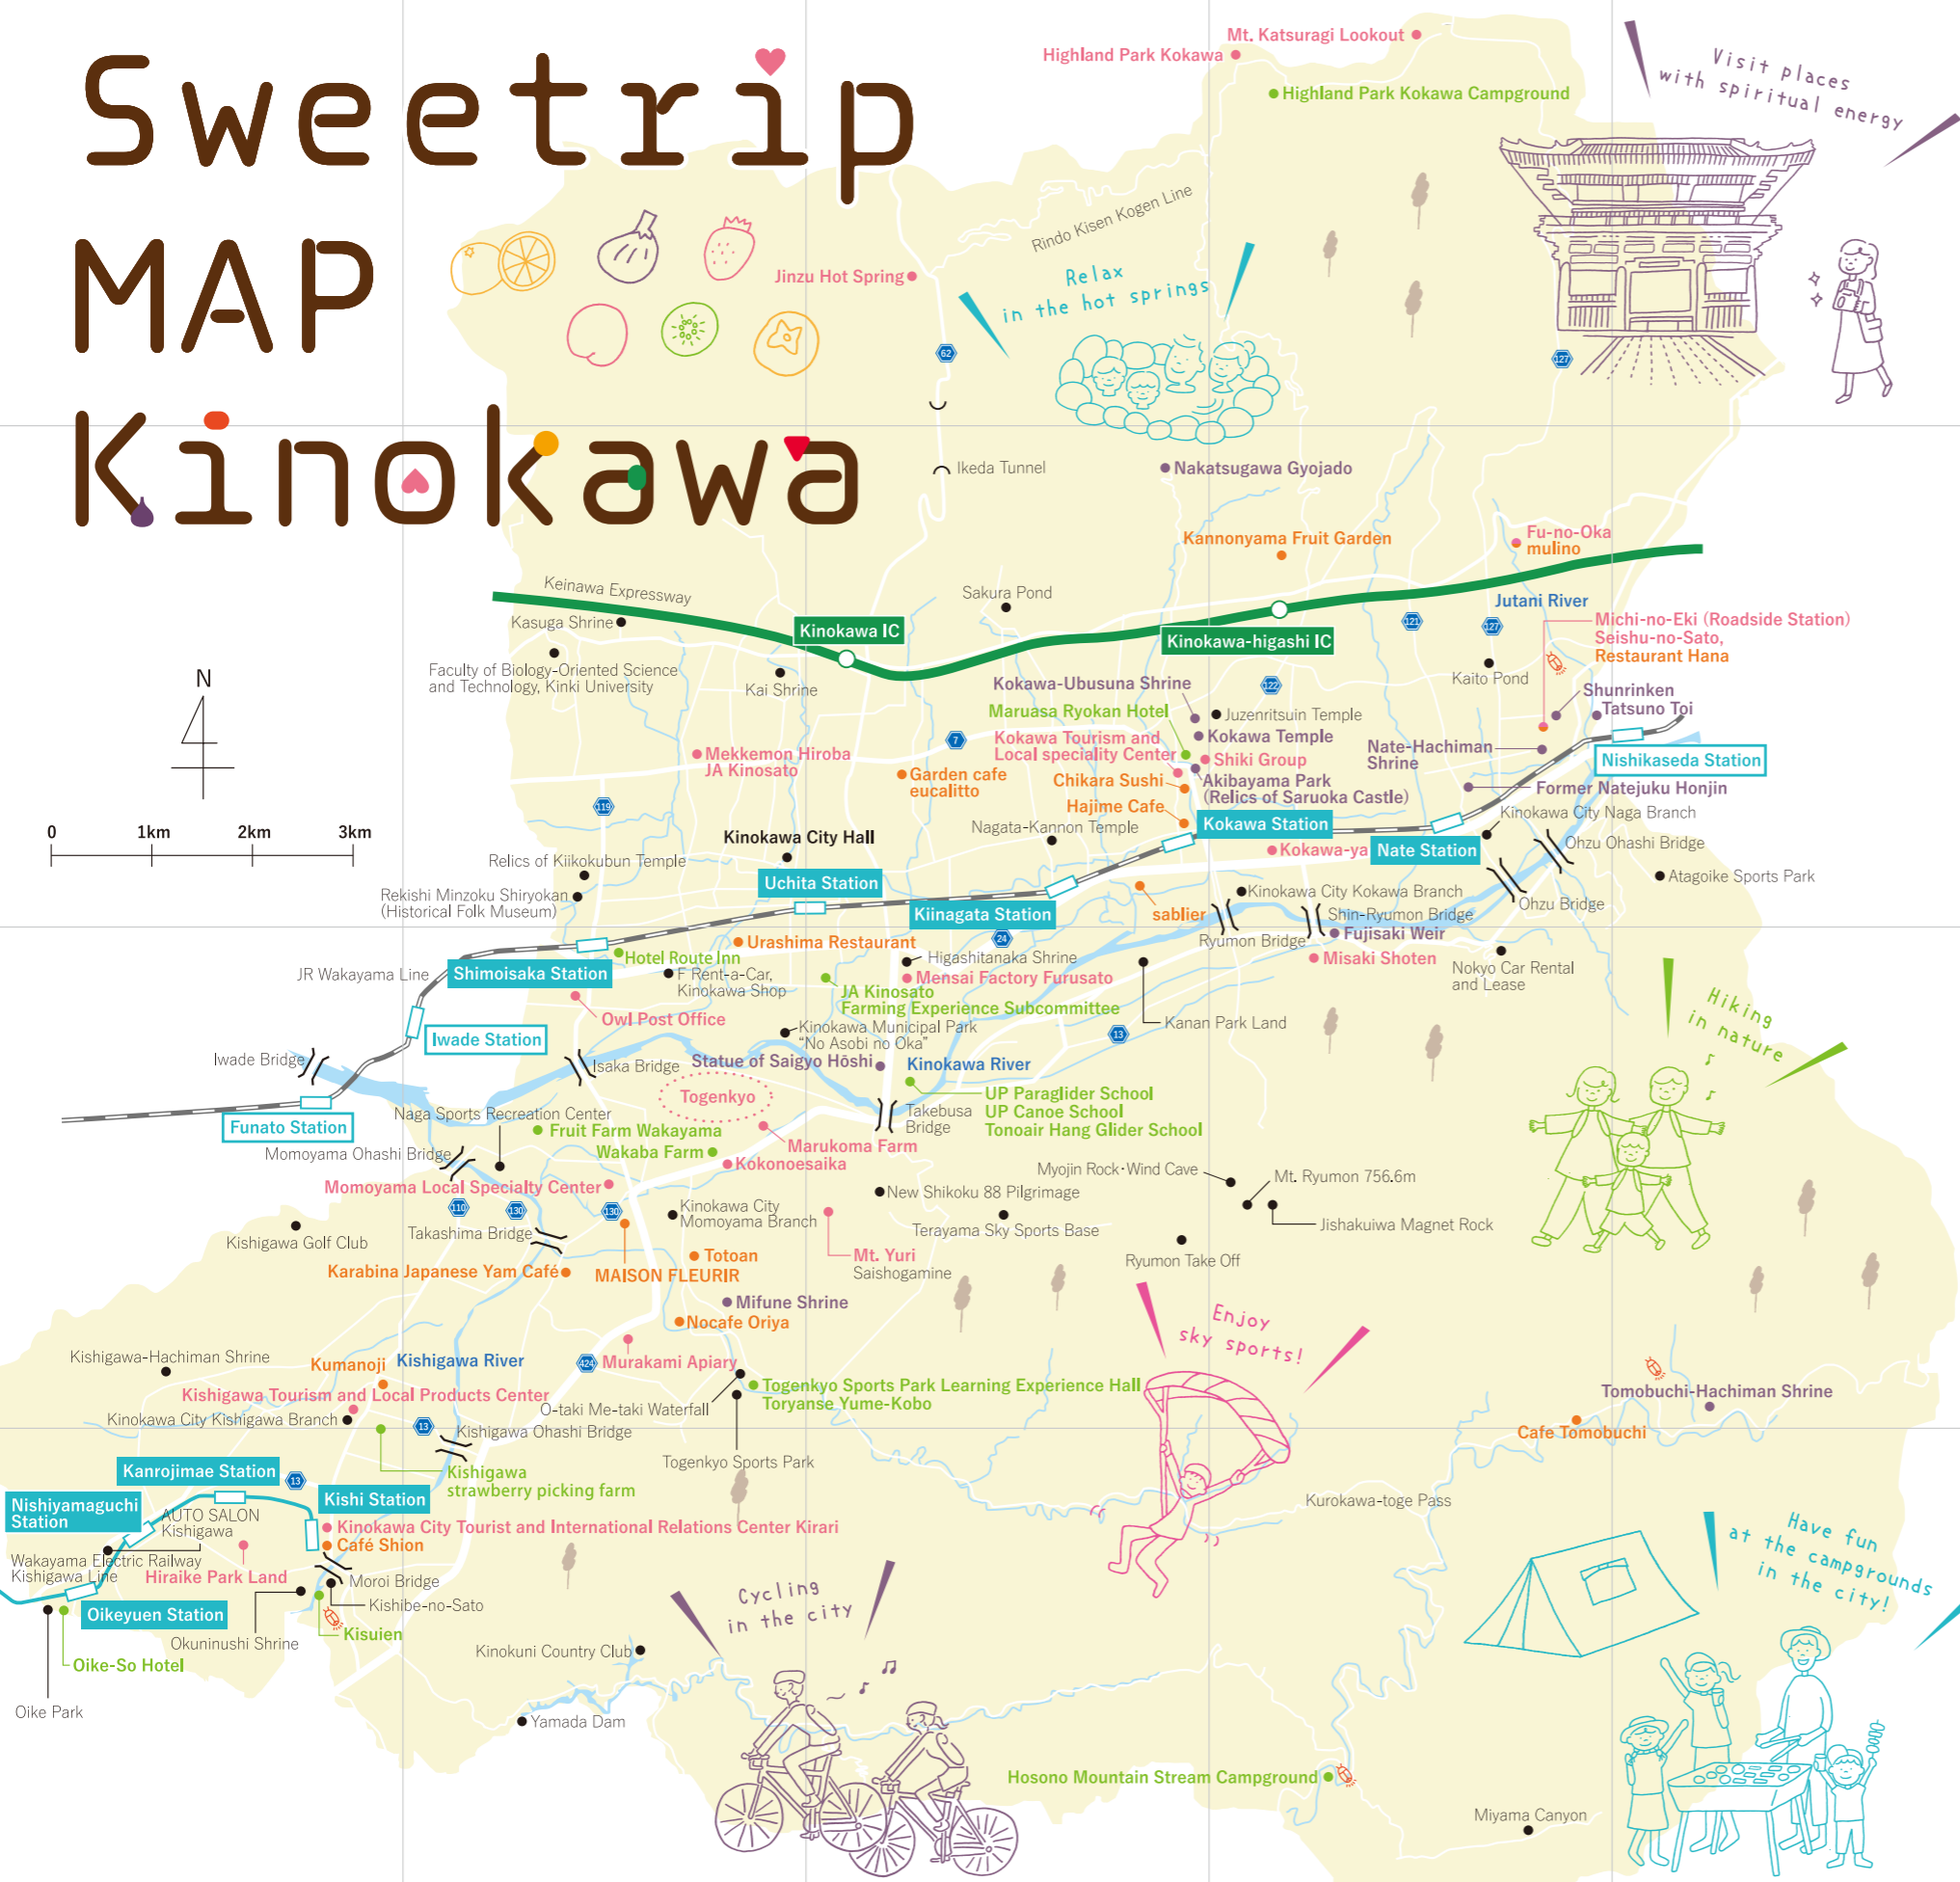 Sweetrip
MAP
Kinokawa
Mt. Katsuragi Lookout
Highland Park Kokawa
Highland Park Kokawa Campground
Visit places
with spiritual energy
Rindo Kisen Kogen Line
Jinzu Hot Spring
Relax
in the hot springs
62
127
Ikeda Tunnel
Nakatsugawa Gyojado
Kannonyama Fruit Garden
Fu-no-Oka
mulino
Keinawa Expressway
Kasuga Shrine
Sakura Pond
Kinokawa IC
Kinokawa-higashi IC
Jutani River
121
127
Michi-no-Eki (Roadside Station)
Seishu-no-Sato,
Restaurant Hana
Faculty of Biology-Oriented Science
and Technology, Kinki University
Kai Shrine
Kaito Pond
N
Kokawa-Ubusuna Shrine
122
Shunrinken
Maruasa Ryokan Hotel
Juzenritsuin Temple
Tatsuno Toi
7
Kokawa Tourism and
Local speciality Center
Kokawa Temple
Nate-Hachiman
Shrine
Mekkemon Hiroba
JA Kinosato
Shiki Group
Nishikaseda Station
Garden cafe
eucalitto
Chikara Sushi
Akibayama Park
(Relics of Saruoka Castle)
Former Natejuku Honjin
119
Hajime Cafe
Kinokawa City Naga Branch
0
1km
2km
3km
Kinokawa City Hall
Nagata-Kannon Temple
Kokawa Station
Ohzu Ohashi Bridge
Kokawa-ya
Nate Station
Relics of Kiikokubun Temple
Uchita Station
Atagoike Sports Park
Rekishi Minzoku Shiryokan
(Historical Folk Museum)
Kinokawa City Kokawa Branch
Ohzu Bridge
Kiinagata Station
sablier
Shin-Ryumon Bridge
24
Urashima Restaurant
Ryumon Bridge
Fujisaki Weir
Hotel Route Inn
Higashitanaka Shrine
Misaki Shoten
JR Wakayama Line
Shimoisaka Station
F Rent-a-Car,
Kinokawa Shop
Mensai Factory Furusato
Nokyo Car Rental
and Lease
JA Kinosato
Farming Experience Subcommittee
Owl Post Office
Kanan Park Land
Hiking
in nature
Kinokawa Municipal Park
“No Asobi no Oka”
13
Iwade Station
Iwade Bridge
Isaka Bridge
Statue of Saigyo Hōshi
Kinokawa River
Togenkyo
UP Paraglider School
UP Canoe School
Tonoair Hang Glider School
Takebusa
Bridge
Naga Sports Recreation Center
Funato Station
Fruit Farm Wakayama
Marukoma Farm
Momoyama Ohashi Bridge
Wakaba Farm
Kokonoesaika
Myojin Rock・Wind Cave
Mt. Ryumon 756.6m
Momoyama Local Specialty Center
New Shikoku 88 Pilgrimage
110
130
130
Kinokawa City
Momoyama Branch
Jishakuiwa Magnet Rock
Kishigawa Golf Club
Takashima Bridge
Terayama Sky Sports Base
Totoan
Mt. Yuri
Saishogamine
Ryumon Take Off
Karabina Japanese Yam Café
MAISON FLEURIR
Mifune Shrine
Nocafe Oriya
Enjoy
sky sports!
Kishigawa-Hachiman Shrine
Kumanoji
Kishigawa River
424
Murakami Apiary
Kishigawa Tourism and Local Products Center
Togenkyo Sports Park Learning Experience Hall
Toryanse Yume-Kobo
Tomobuchi-Hachiman Shrine
O-taki Me-taki Waterfall
Kinokawa City Kishigawa Branch
13
Kishigawa Ohashi Bridge
Cafe Tomobuchi
Togenkyo Sports Park
Kanrojimae Station
13
Kishigawa
strawberry picking farm
Nishiyamaguchi
Station
Kishi Station
Kurokawa-toge Pass
AUTO SALON
Kishigawa
Kinokawa City Tourist and International Relations Center Kirari
Have fun
at the campgrounds
in the city!
Café Shion
Wakayama Electric Railway
Kishigawa Line
Hiraike Park Land
Moroi Bridge
Cycling
in the city
Kishibe-no-Sato
Oikeyuen Station
Kisuien
Okuninushi Shrine
Kinokuni Country Club
Oike-So Hotel
Oike Park
Yamada Dam
Hosono Mountain Stream Campground
Miyama Canyon